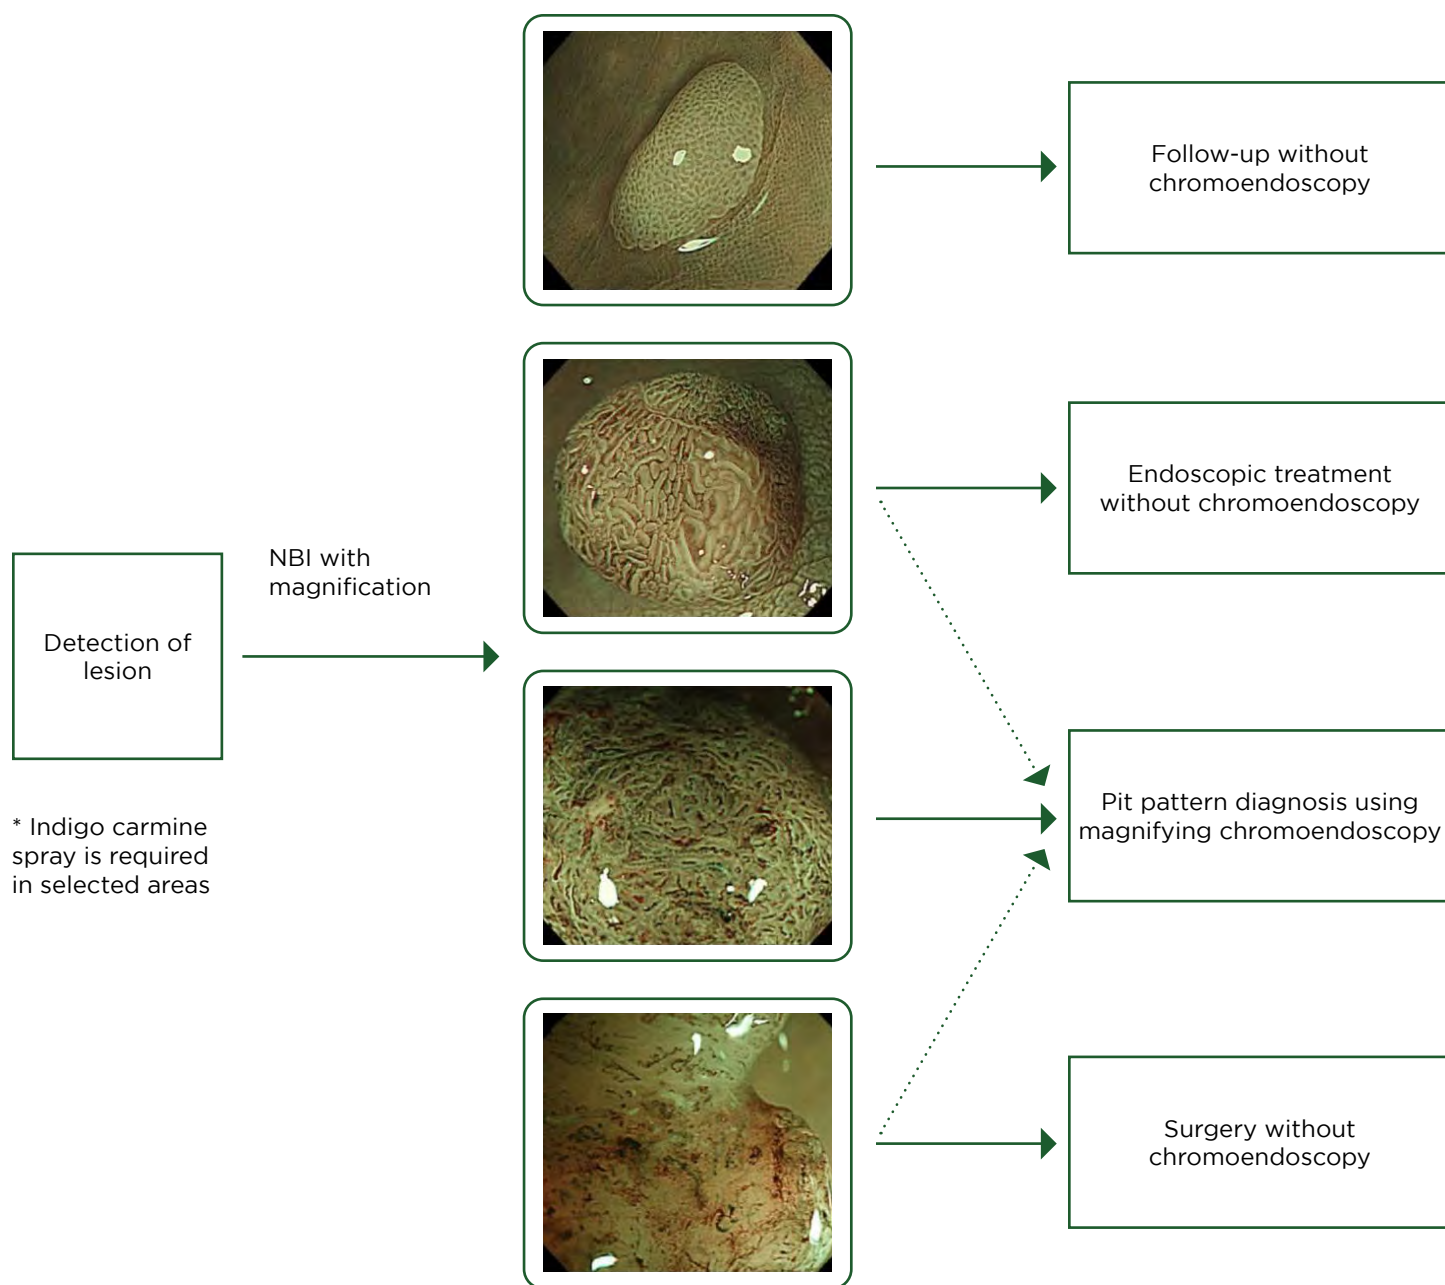 Follow-up without
chromoendoscopy
Endoscopic treatment
without chromoendoscopy
NBI with
magnification
Detection of
lesion
* Indigo carmine
spray is required
in selected areas
Pit pattern diagnosis using
magnifying chromoendoscopy
Surgery without
chromoendoscopy